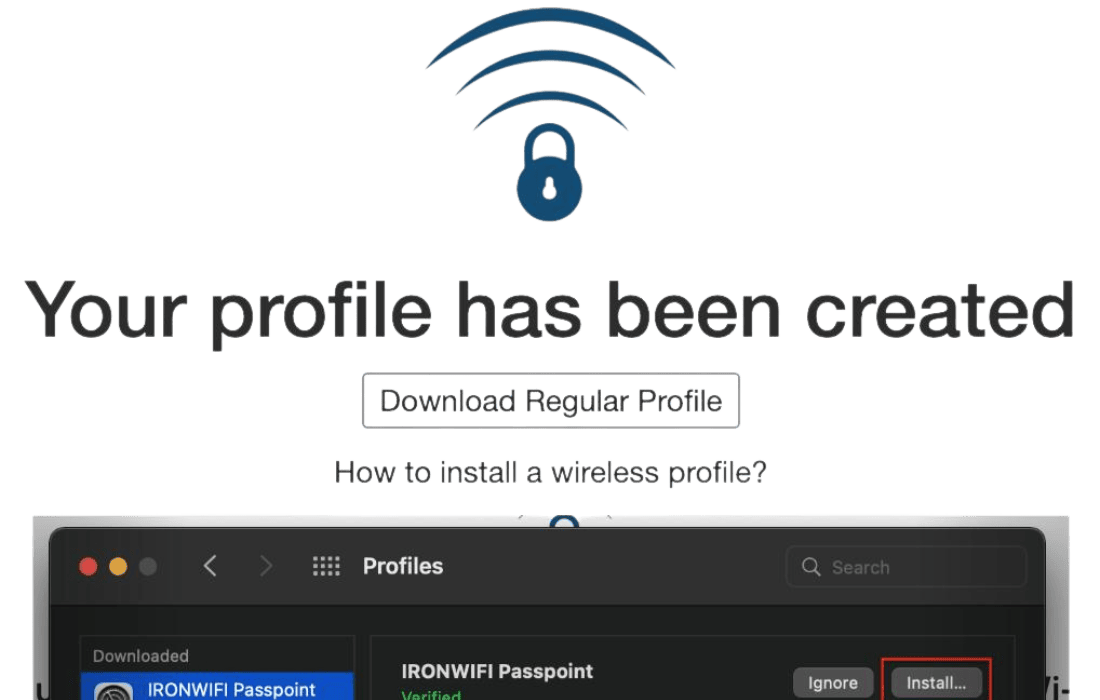 Your profile has been created
Download Regular Profile
How to install a wireless profile?
Profiles
Search
Downloaded
IRONWIFI Passpoint
IRONWIFI Passpoint
Verified
Ignore
Install...